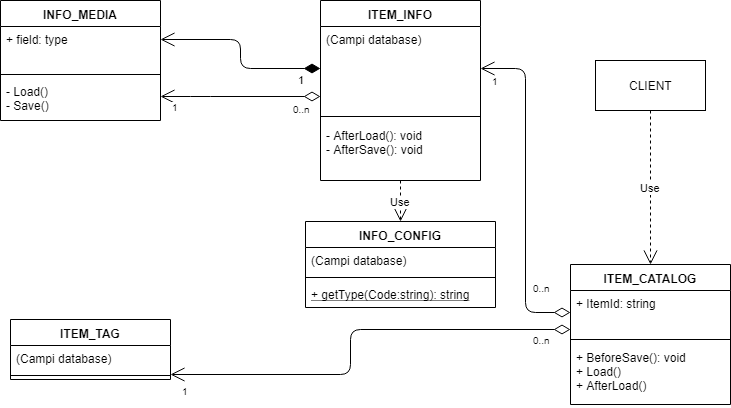 INFO_MEDIA
+ field: type
- Load()
- Save()
ITEM_INFO
(Campi database)
- AfterLoad(): void
- AfterSave(): void
1
1
0..n
1
CLIENT
Use
Use
INFO_CONFIG
(Campi database)
+ getType(Code:string): string
ITEM_CATALOG
+ ItemId: string
+ BeforeSave(): void
+ Load()
+ AfterLoad()
0..n
0..n
ITEM_TAG
(Campi database)
1